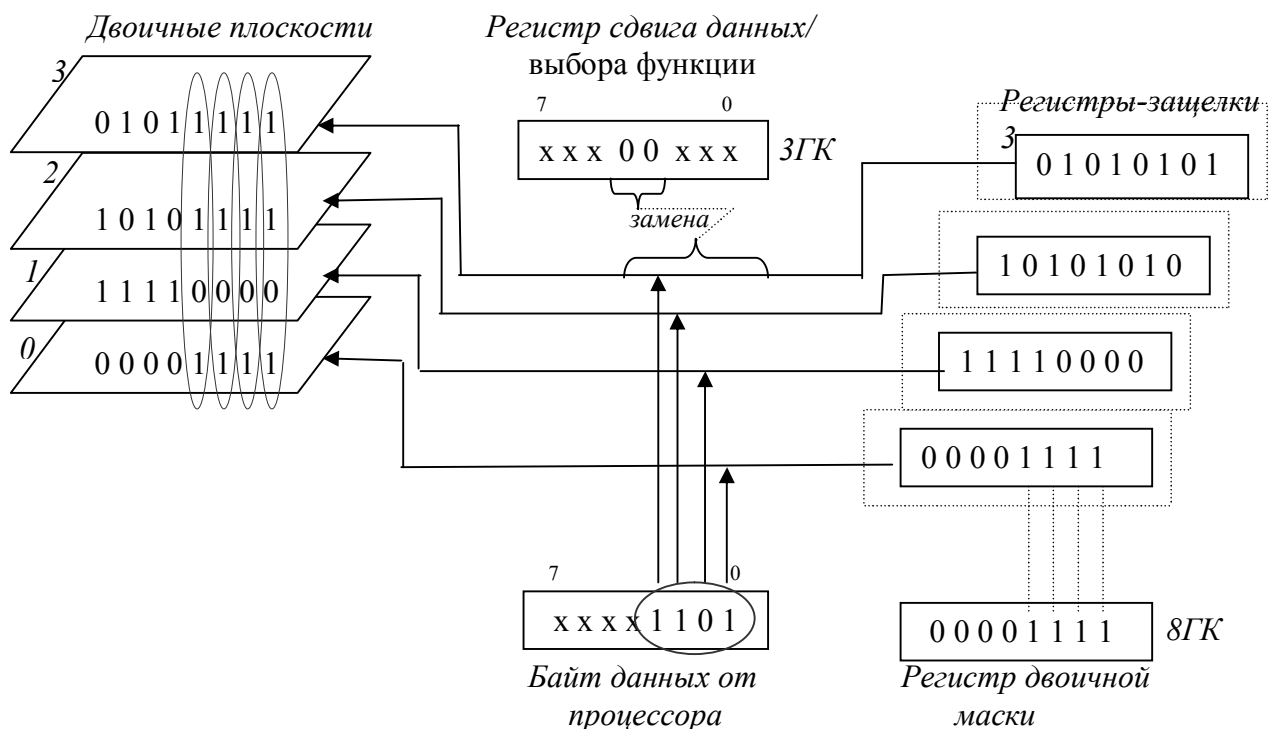 Двоичные плоскости
3
0 1 0 1 1 1 1 1
2
1 0 1 0 1 1 1 1
1
1 1 1 1 0 0 0 0
0
0 0 0 0 1 1 1 1
Регистр сдвига данных/
выбора функции
7 0
x x x 0 0 x x x 3ГК
замена
Регистры-защелки
3
0 1 0 1 0 1 0 1
1 0 1 0 1 0 1 0
1 1 1 1 0 0 0 0
0 0 0 0 1 1 1 1
7 0
x x x x 1 1 0 1
Байт данных от
процессора
0 0 0 0 1 1 1 1 8ГК
Регистр двоичной
маски